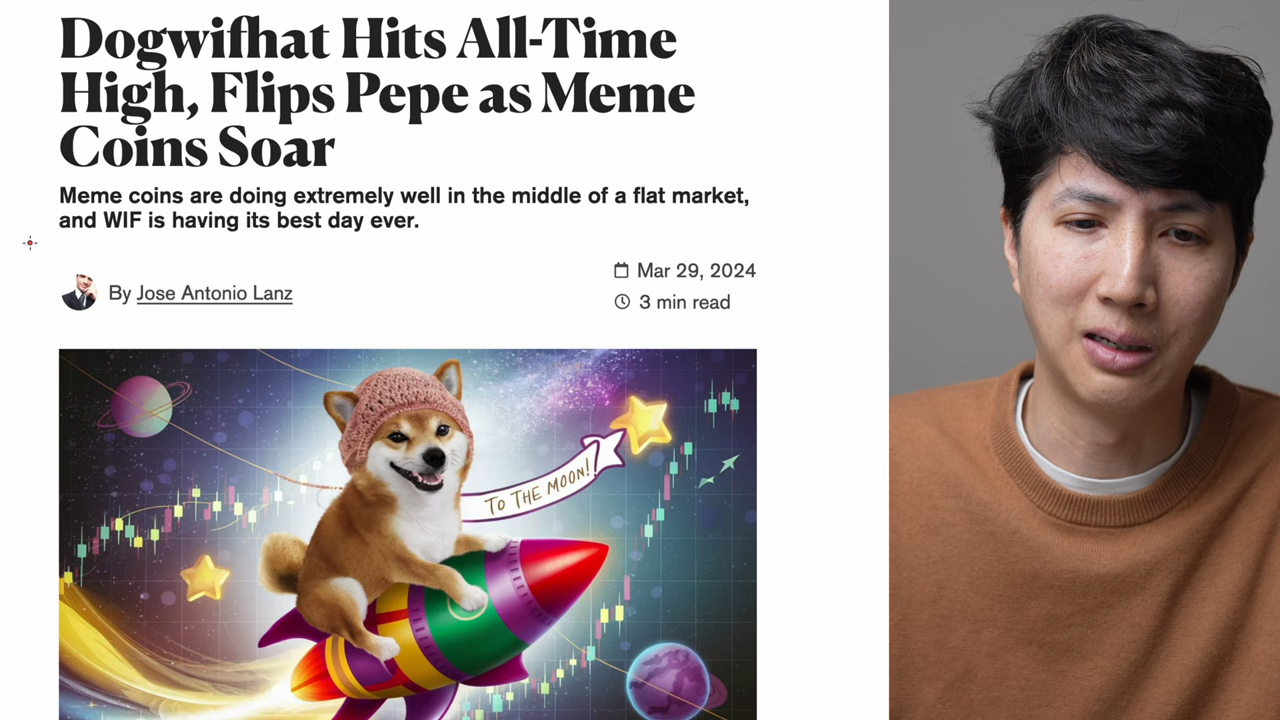 Dogwifhat Hits All-Time
High, Flips Pepe as Meme
Coins Soar
Meme coins are doing extremely well in the middle of a flat market,
and WIF is having its best day ever.
By Jose Antonio Lanz
Mar 29, 2024
3 min read
TO THE MOON!